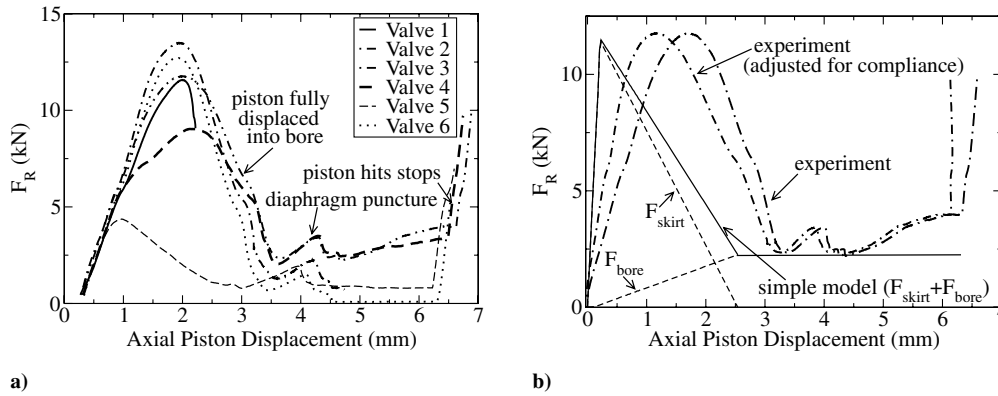 15
10
5
0
F_R (kN)
0 1 2 3 4 5 6 7
Axial Piston Displacement (mm)
Valve 1
Valve 2
Valve 3
Valve 4
Valve 5
Valve 6
piston fully
displaced
into bore
piston hits stops
diaphragm puncture
a)
10
5
0
F_R (kN)
0 1 2 3 4 5 6 7
Axial Piston Displacement (mm)
experiment
(adjusted for compliance)
experiment
F_skirt
F_bore
simple model (F_skirt+F_bore)
b)